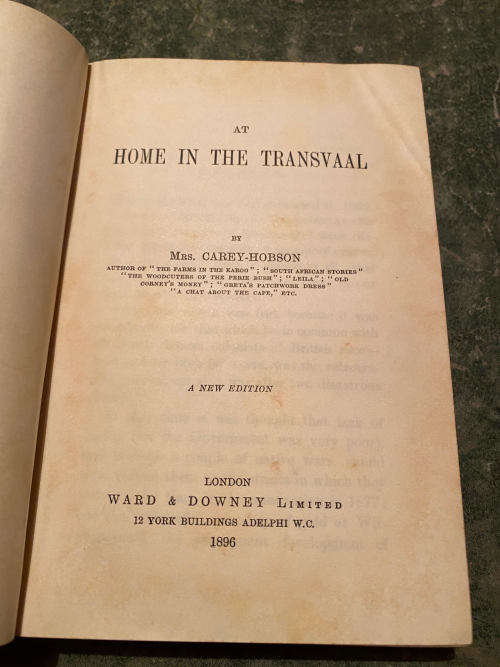 AT
HOME IN THE TRANSVAAL
BY
MRS. CAREY-HOBSON
AUTHOR OF "THE FARMS IN THE KAROO"; "SOUTH AFRICAN STORIES"
"THE WOODCUTERS OF THE PERIE BUSH"; "LEILA"; "OLD
CORNEY'S MONEY"; "GRETA'S PATCHWORK DRESS"
"A CHAT ABOUT THE CAPE," ETC.
A NEW EDITION
LONDON
WARD & DOWNEY LIMITED
12 YORK BUILDINGS ADELPHI W.C.
1896